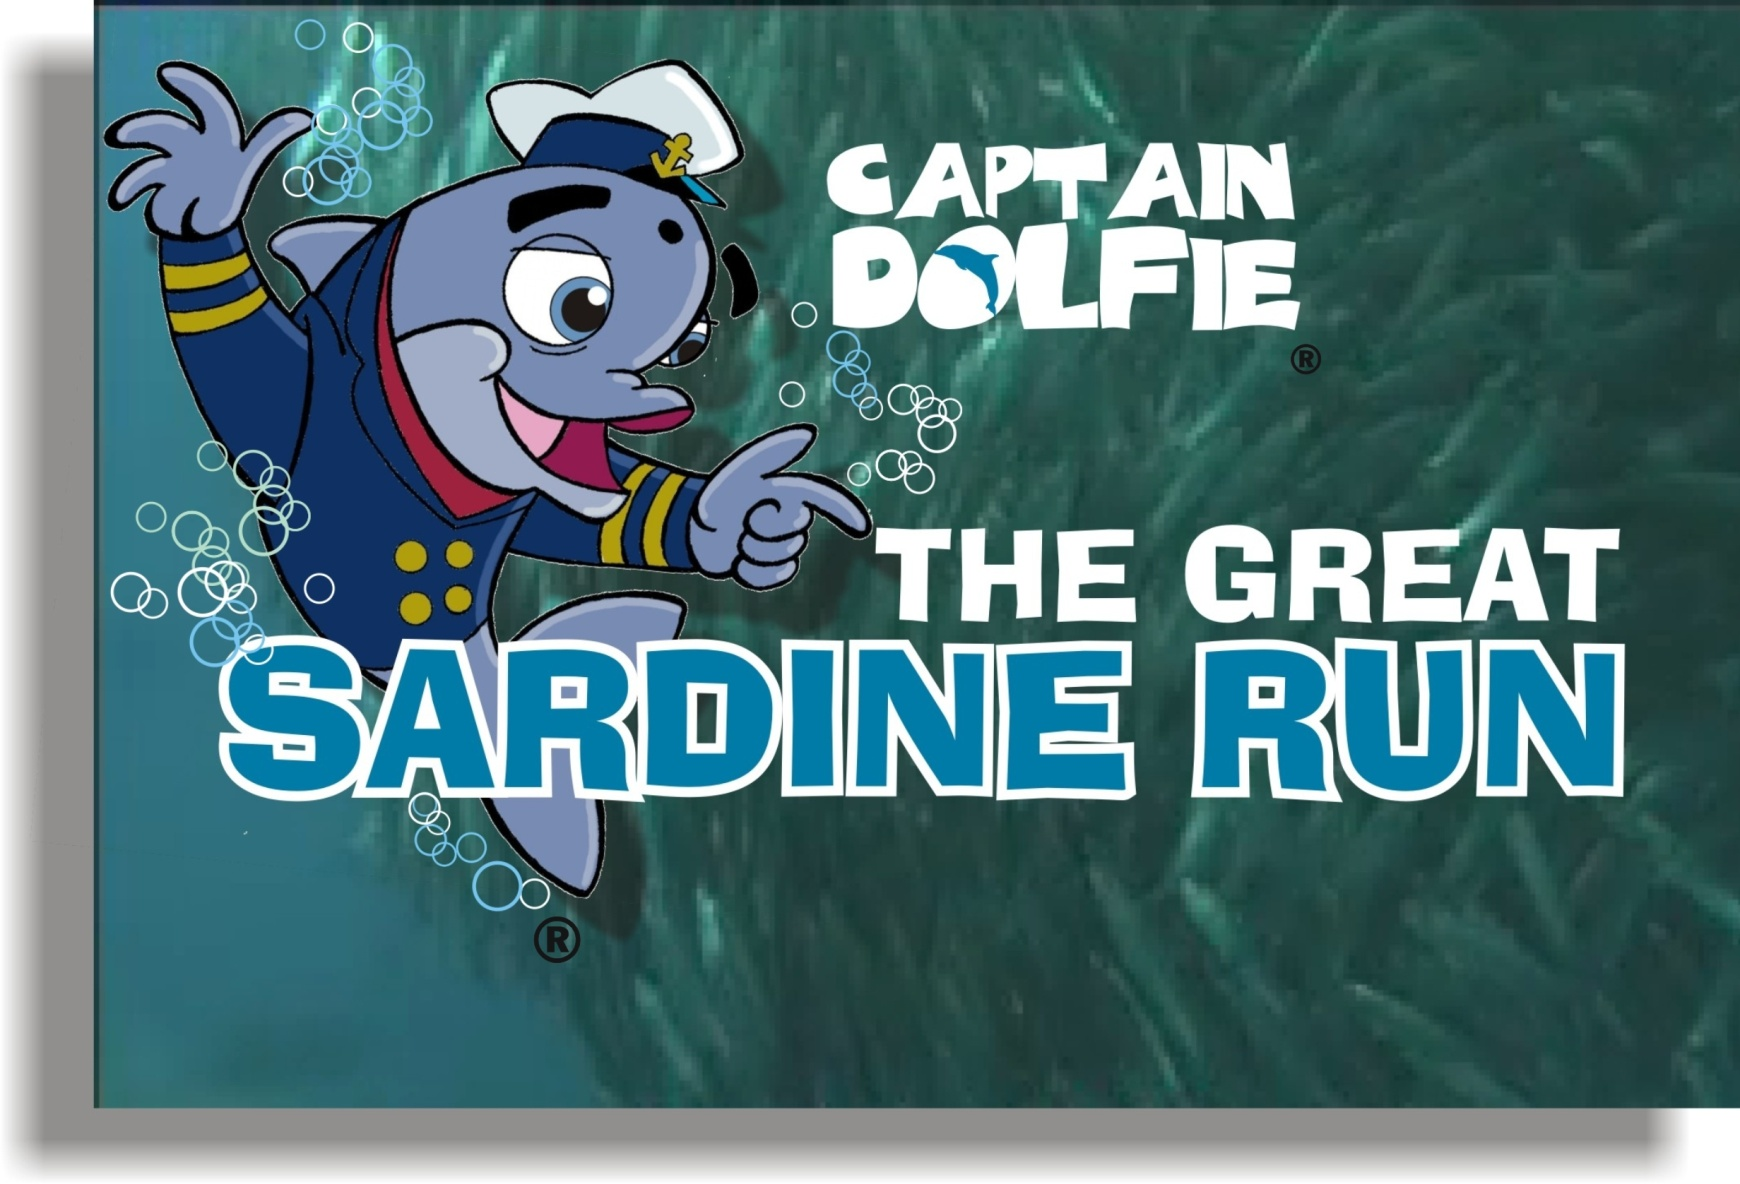 CAPTAIN
DOLFIE
®
THE GREAT
SARDINE RUN
®